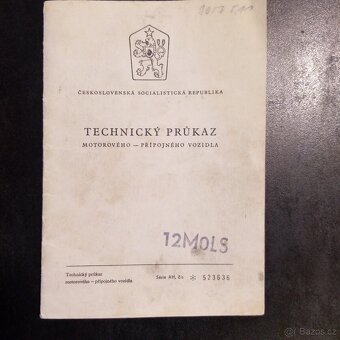 ČESKOSLOVENSKÁ SOCIALISTICKÁ REPUBLIKA
TECHNICKÝ PRŮKAZ
MOTOROVÉHO — PŘÍPOJNÉHO VOZIDLA
12MOLS
Technický průkaz
motorového — přípojného vozidla
Série AH, čís. * 523636
Bazos.cz